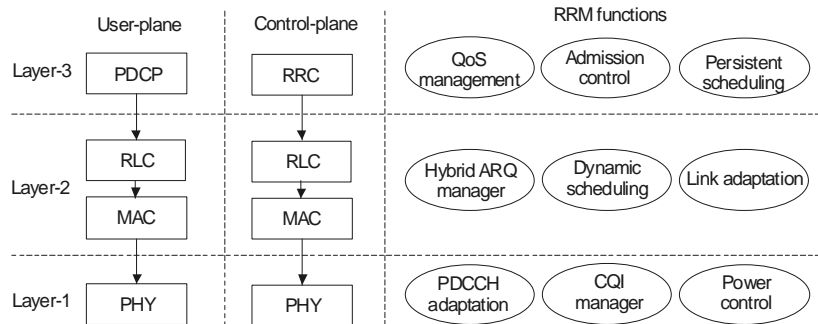 User-plane
Control-plane
RRM functions
Layer-3
PDCP
RRC
QoS
management
Admission
control
Persistent
scheduling
Layer-2
RLC
RLC
MAC
MAC
Hybrid ARQ
manager
Dynamic
scheduling
Link adaptation
Layer-1
PHY
PHY
PDCCH
adaptation
CQI
manager
Power
control